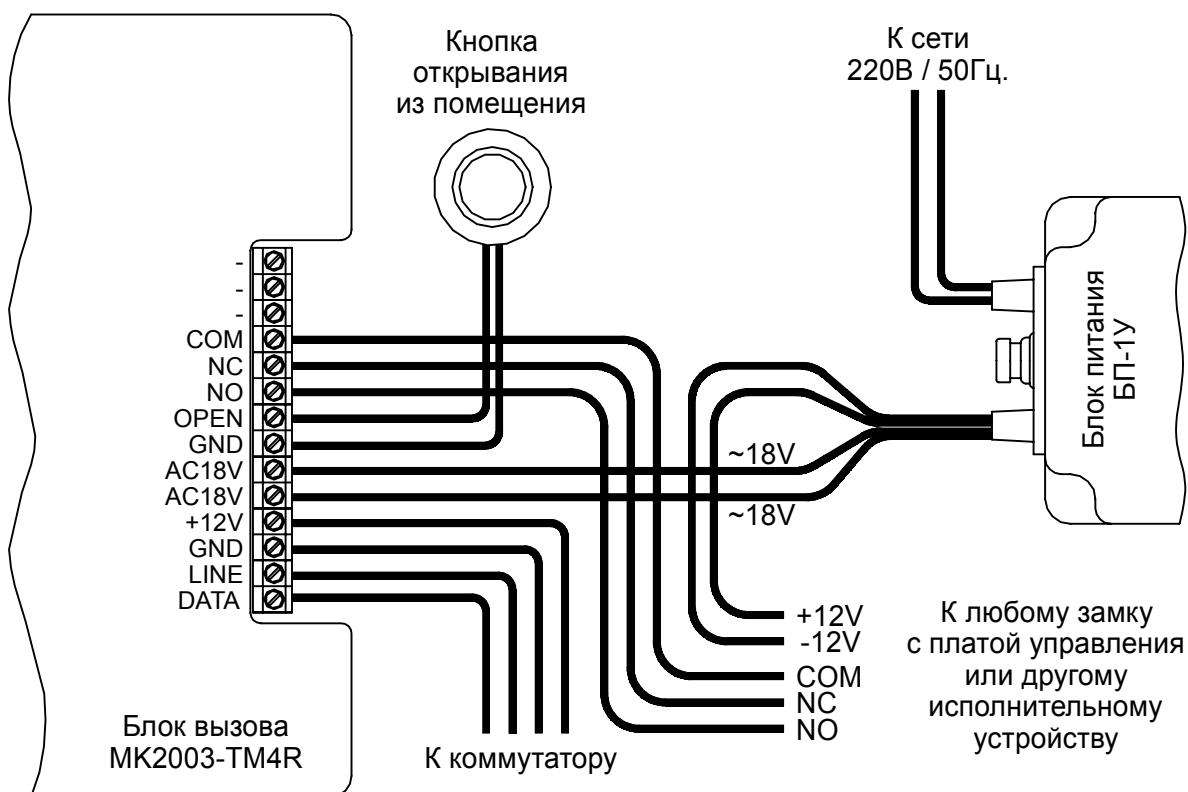 Кнопка
открывания
из помещения
К сети
220В / 50Гц.
-
-
-
COM
NC
NO
OPEN
GND
AC18V
AC18V
+12V
GND
LINE
DATA
~18V
~18V
Блок питания
БП-1У
+12V
-12V
COM
NC
NO
К любому замку
с платой управления
или другому
исполнительному
устройству
Блок вызова
MK2003-TM4R
К коммутатору